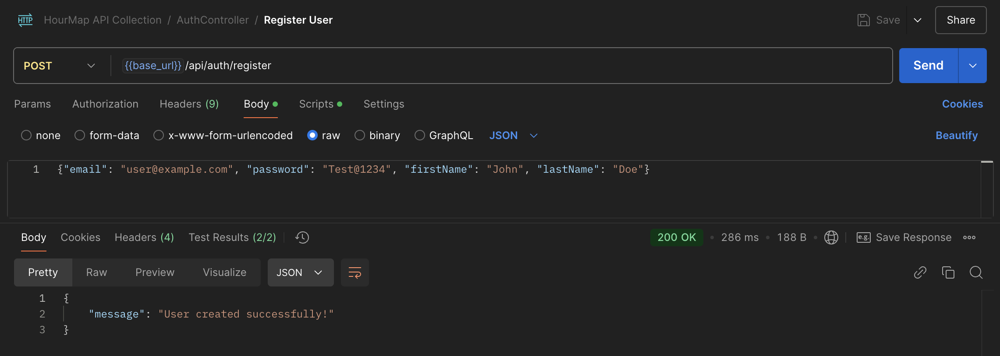 HTTP HourMap API Collection / AuthController / Register User Save Share
POST {{base_url}}/api/auth/register Send
Params Authorization Headers (9) Body Scripts Settings Cookies
none form-data x-www-form-urlencoded raw binary GraphQL JSON Beautify
1 {"email": "user@example.com", "password": "Test@1234", "firstName": "John", "lastName": "Doe"}
Body Cookies Headers (4) Test Results (2/2) 200 OK 286 ms 188 B e.g. Save Response
Pretty Raw Preview Visualize JSON
1 {
2 "message": "User created successfully!"
3 }